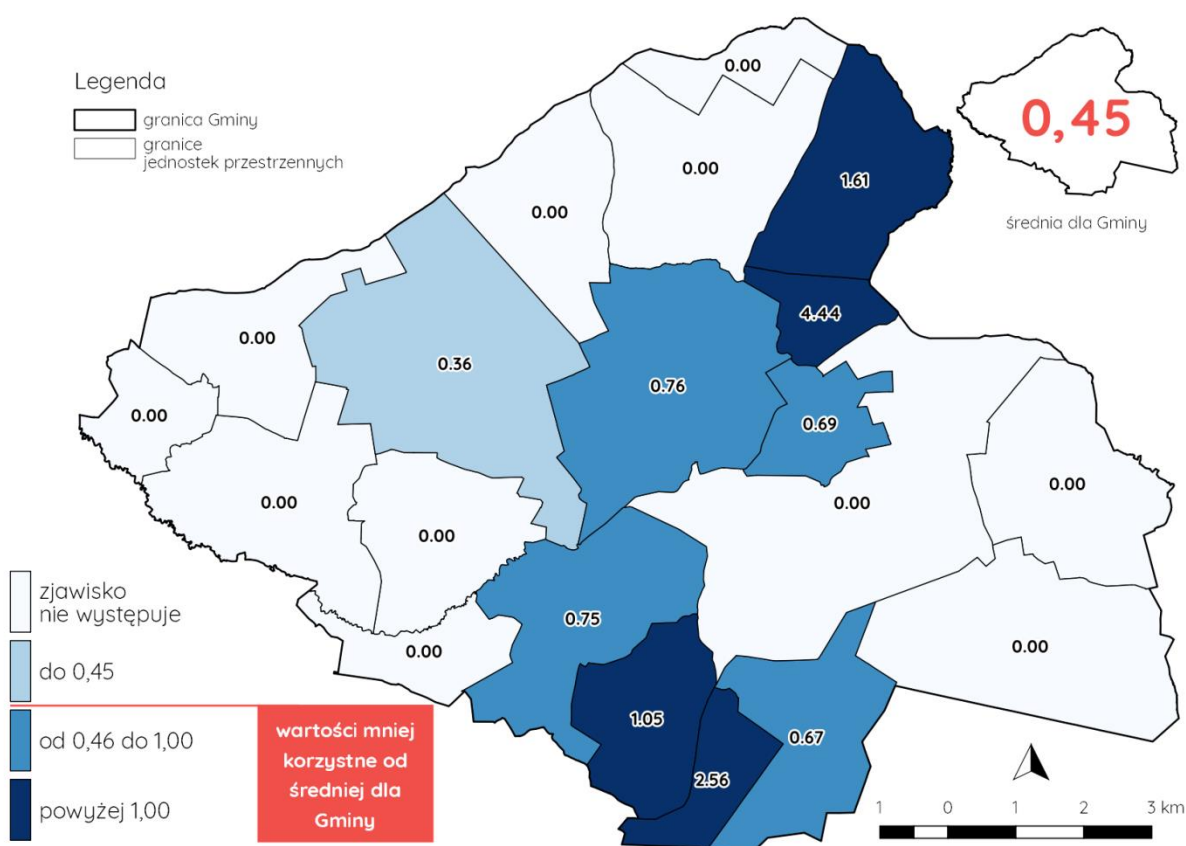 Legenda
granica Gminy
granice
jednostek przestrzennych
0,45
średnia dla Gminy
0.00
0.00
1.61
0.00
4.44
0.00
0.36
0.76
0.00
0.69
0.00
0.00
0.00
0.00
0.75
0.00
0.00
1.05
0.67
2.56
zjawisko
nie występuje
do 0,45
od 0,46 do 1,00
powyżej 1,00
wartości mniej
korzystne od
średniej dla
Gminy
1 0 1 2 3 km